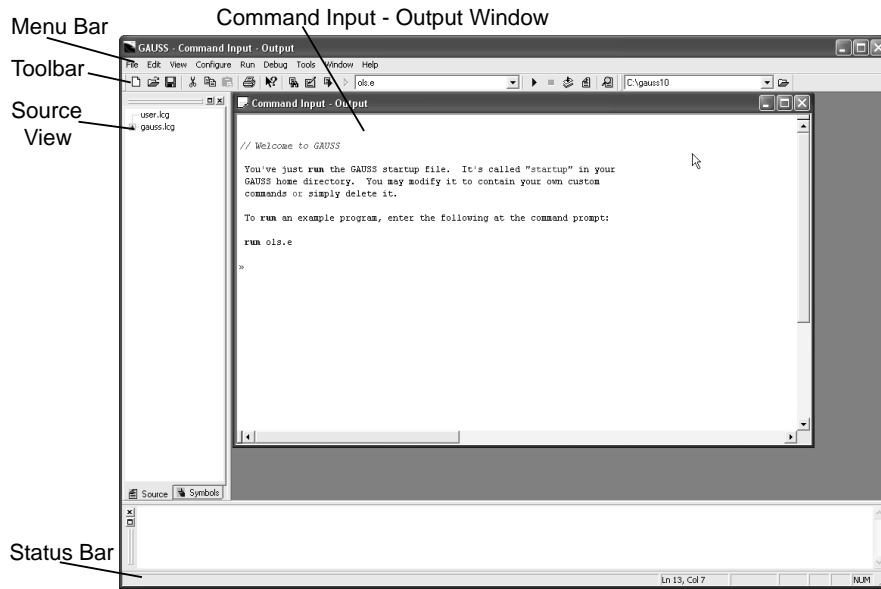 Command Input - Output Window
Menu Bar
GAUSS - Command Input - Output
File Edit View Configure Run Debug Tools Window Help
Toolbar
ols.e
C:\gauss10
Source
View
user.lcg
gauss.lcg
Command Input - Output
// Welcome to GAUSS
You've just run the GAUSS startup file. It's called "startup" in your
GAUSS home directory. You may modify it to contain your own custom
commands or simply delete it.
To run an example program, enter the following at the command prompt:
run ols.e
»
Source Symbols
Status Bar
Ln 13, Col 7
NUM